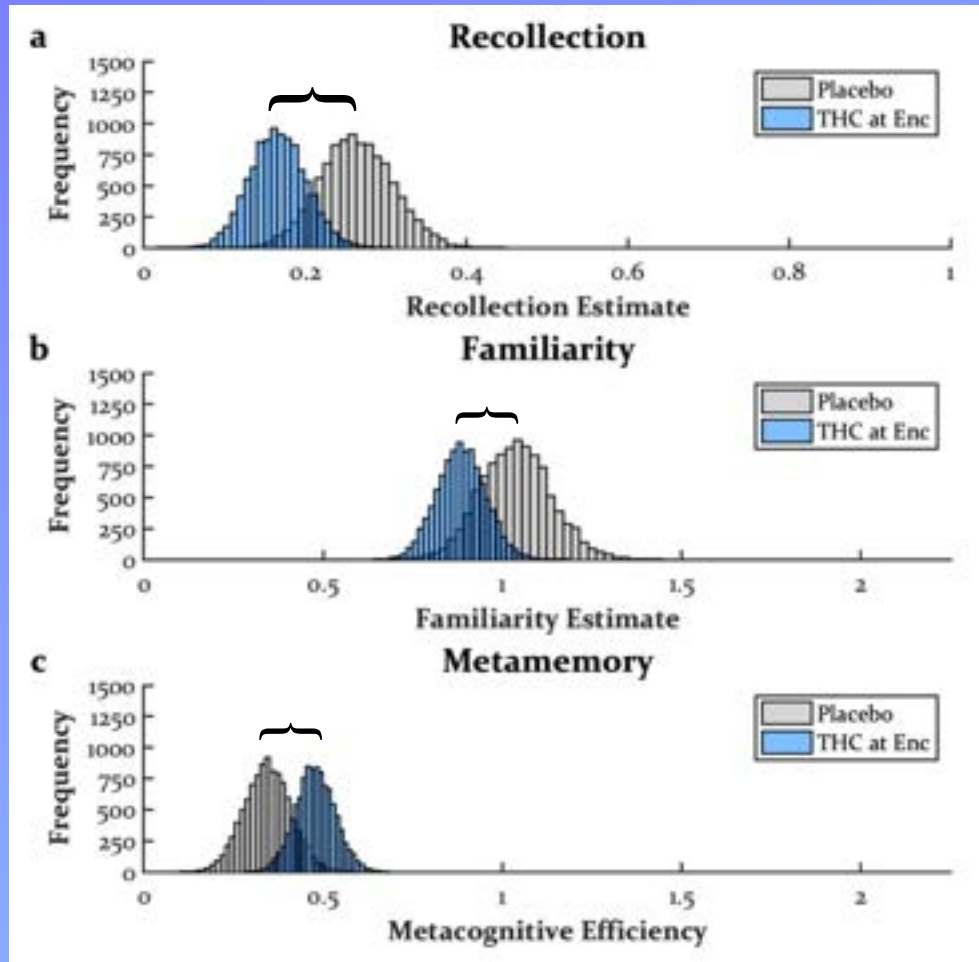 a
Recollection
1500
1250
1000
750
500
250
0
Frequency
Placebo
THC at Enc
0 0.2 0.4 0.6 0.8 1
Recollection Estimate
b
Familiarity
1500
1250
1000
750
500
250
0
Frequency
Placebo
THC at Enc
0 0.5 1 1.5 2
Familiarity Estimate
c
Metamemory
1500
1250
1000
750
500
250
0
Frequency
Placebo
THC at Enc
0 0.5 1 1.5 2
Metacognitive Efficiency